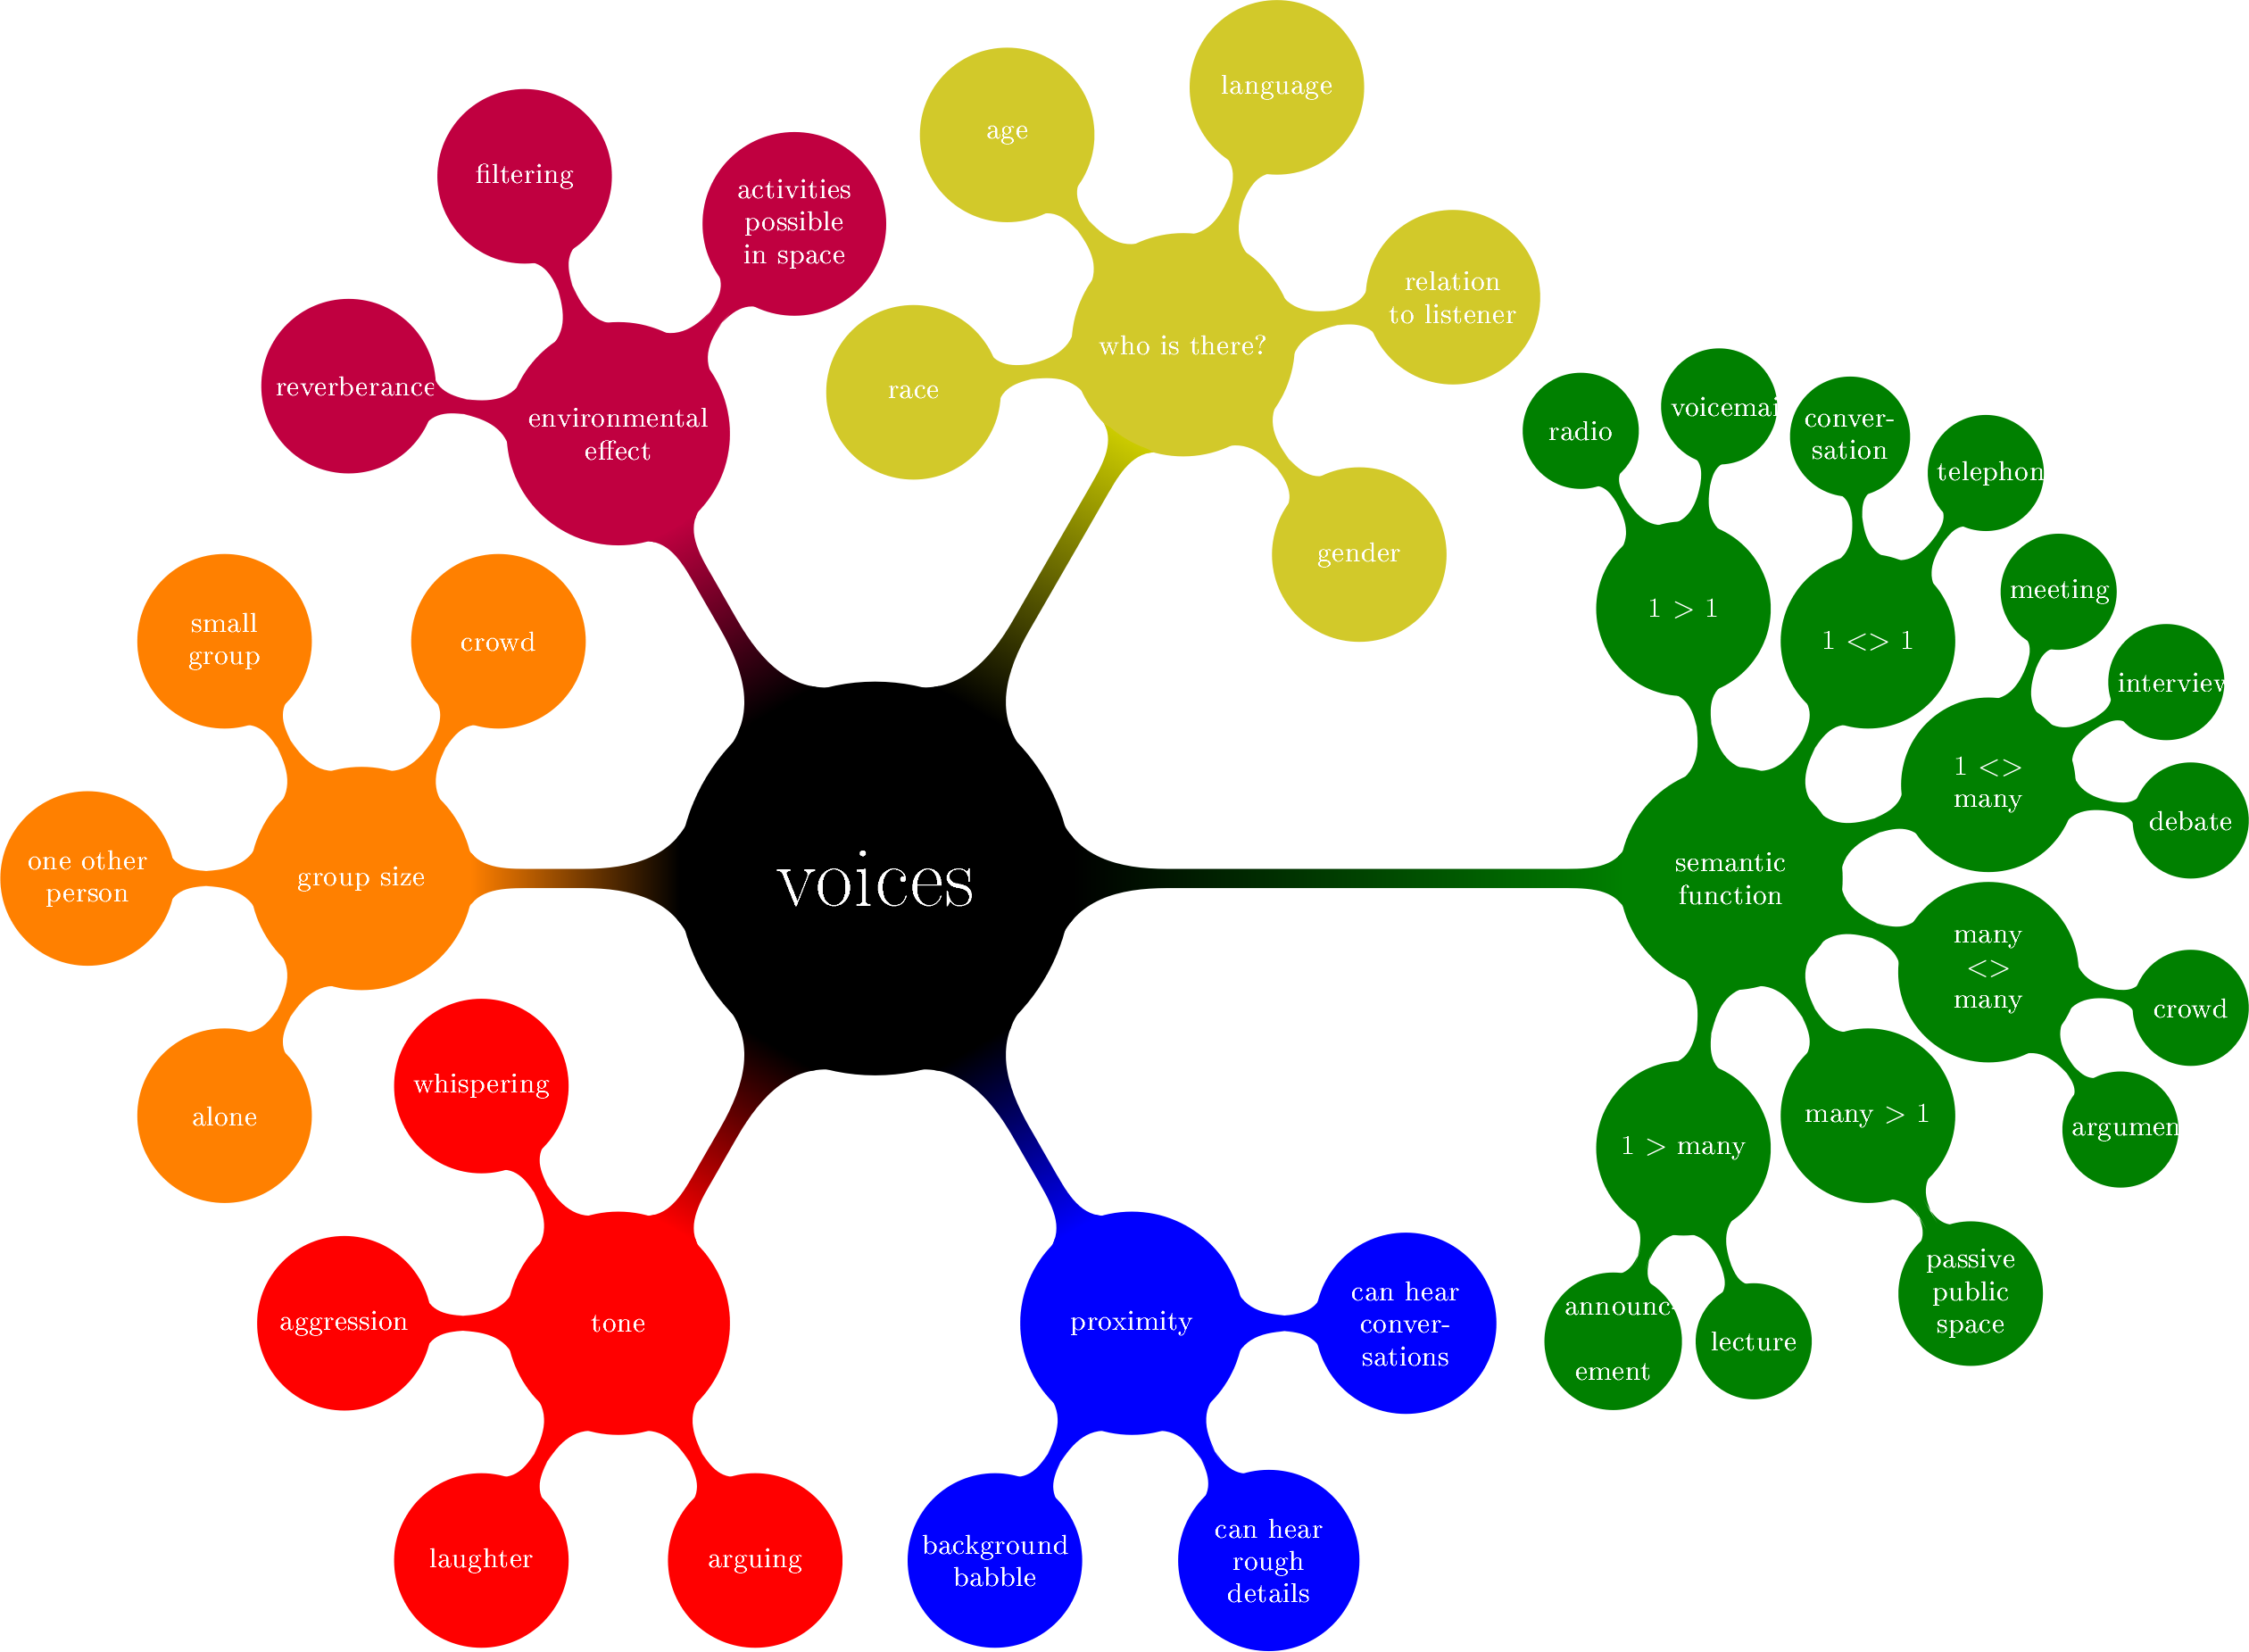 language
age
filtering
activities
possible
in space
relation
to listener
who is there?
reverberance
race
environmental
effect
voicemai
conver-
sation
radio
telephon
gender
meeting
small
group
crowd
1 > 1
1 <> 1
interview
1 <>
many
debate
one other
person
group size
voices
semantic
function
many
<>
many
crowd
whispering
alone
1 > many
many > 1
argumen
aggression
tone
proximity
can hear
conver-
sations
announc-
ement
lecture
passive
public
space
laughter
arguing
background
babble
can hear
rough
details